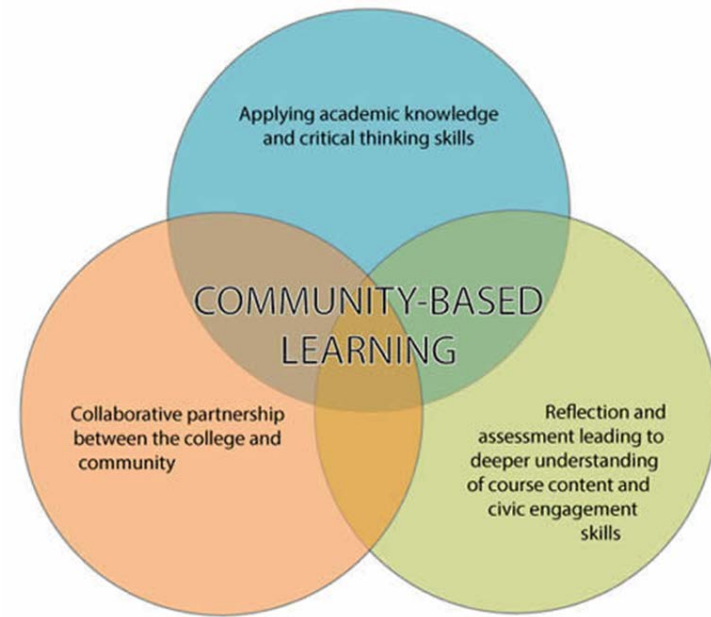 Applying academic knowledge
and critical thinking skills
COMMUNITY-BASED
LEARNING
Collaborative partnership
between the college and
community
Reflection and
assessment leading to
deeper understanding
of course content and
civic engagement
skills